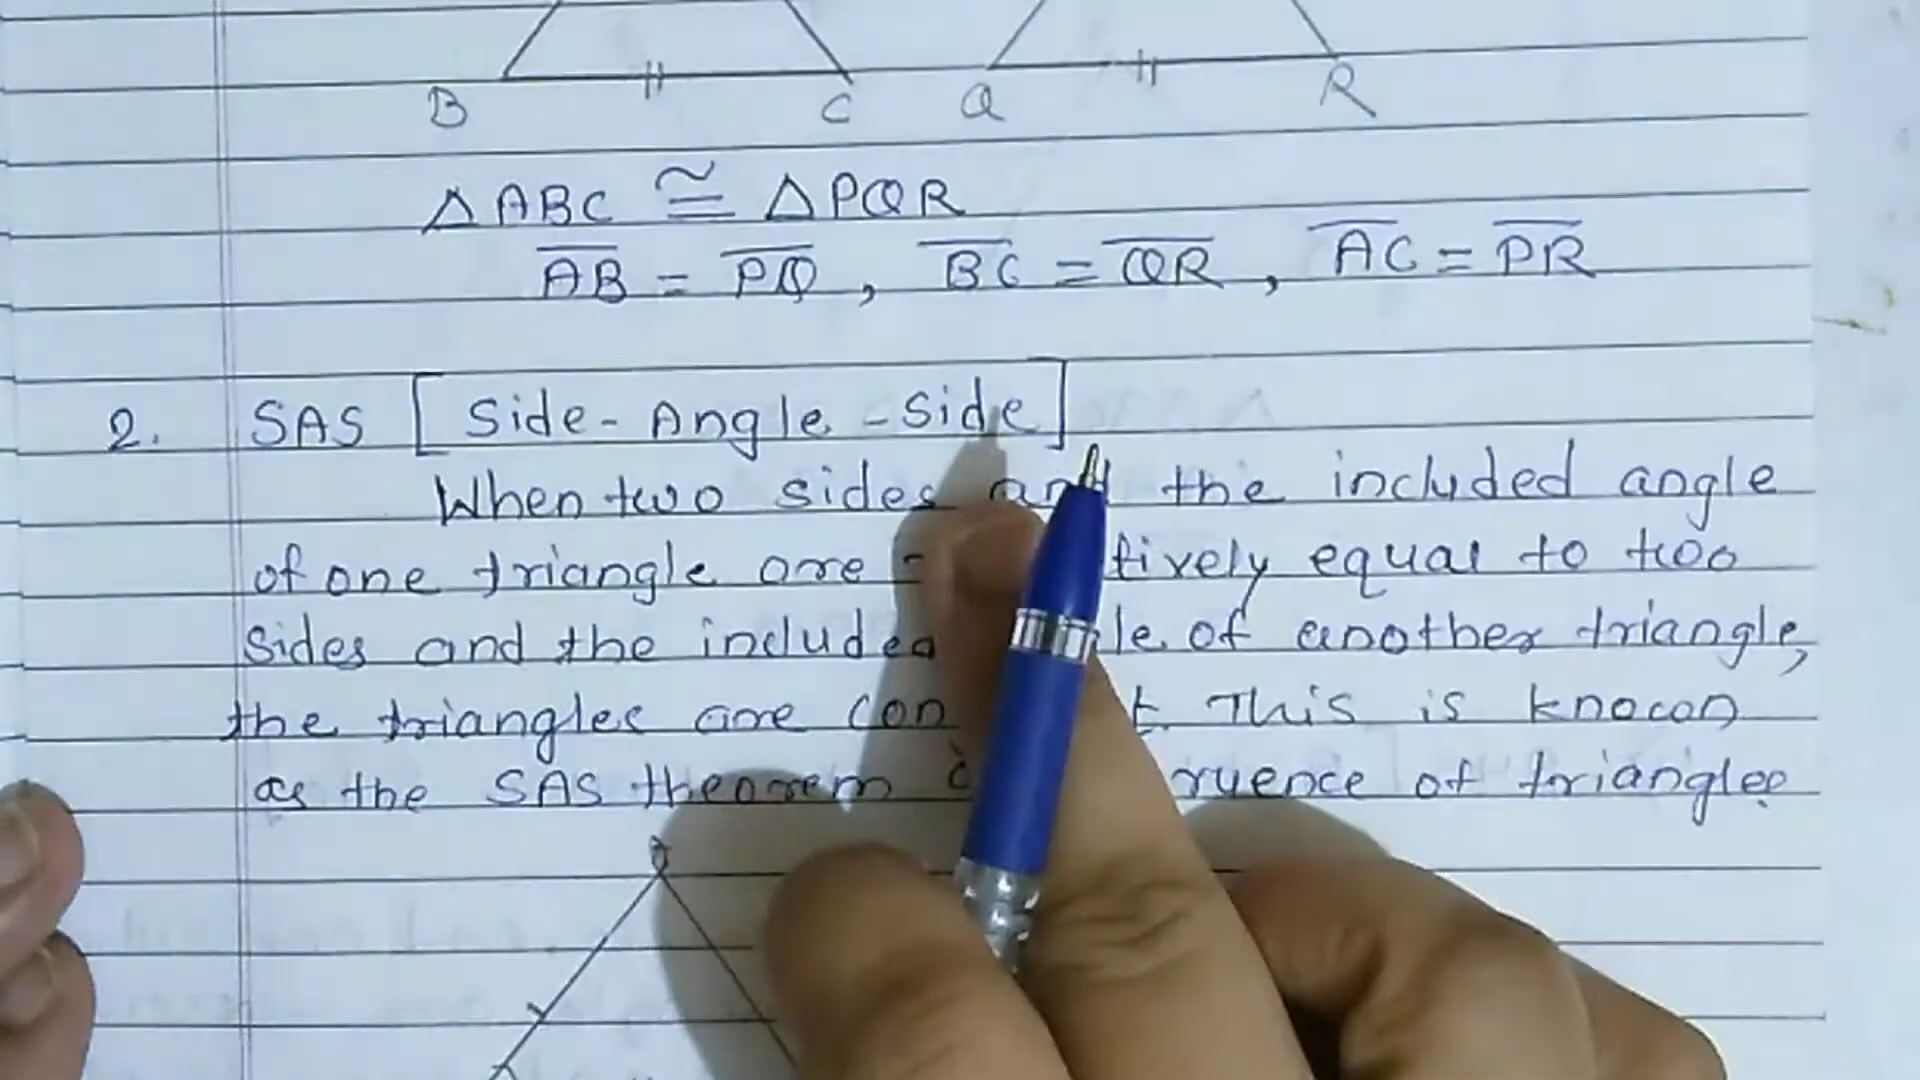 B C Q R
△ABC ≅ △PQR
AB = PQ , BC = QR , AC = PR
2. SAS [Side-Angle-Side]
When two sides and the included angle
of one triangle are tively equal to two
sides and the included le of another triangle,
the triangles are con t This is known
as the SAS theorem ruence of triangles